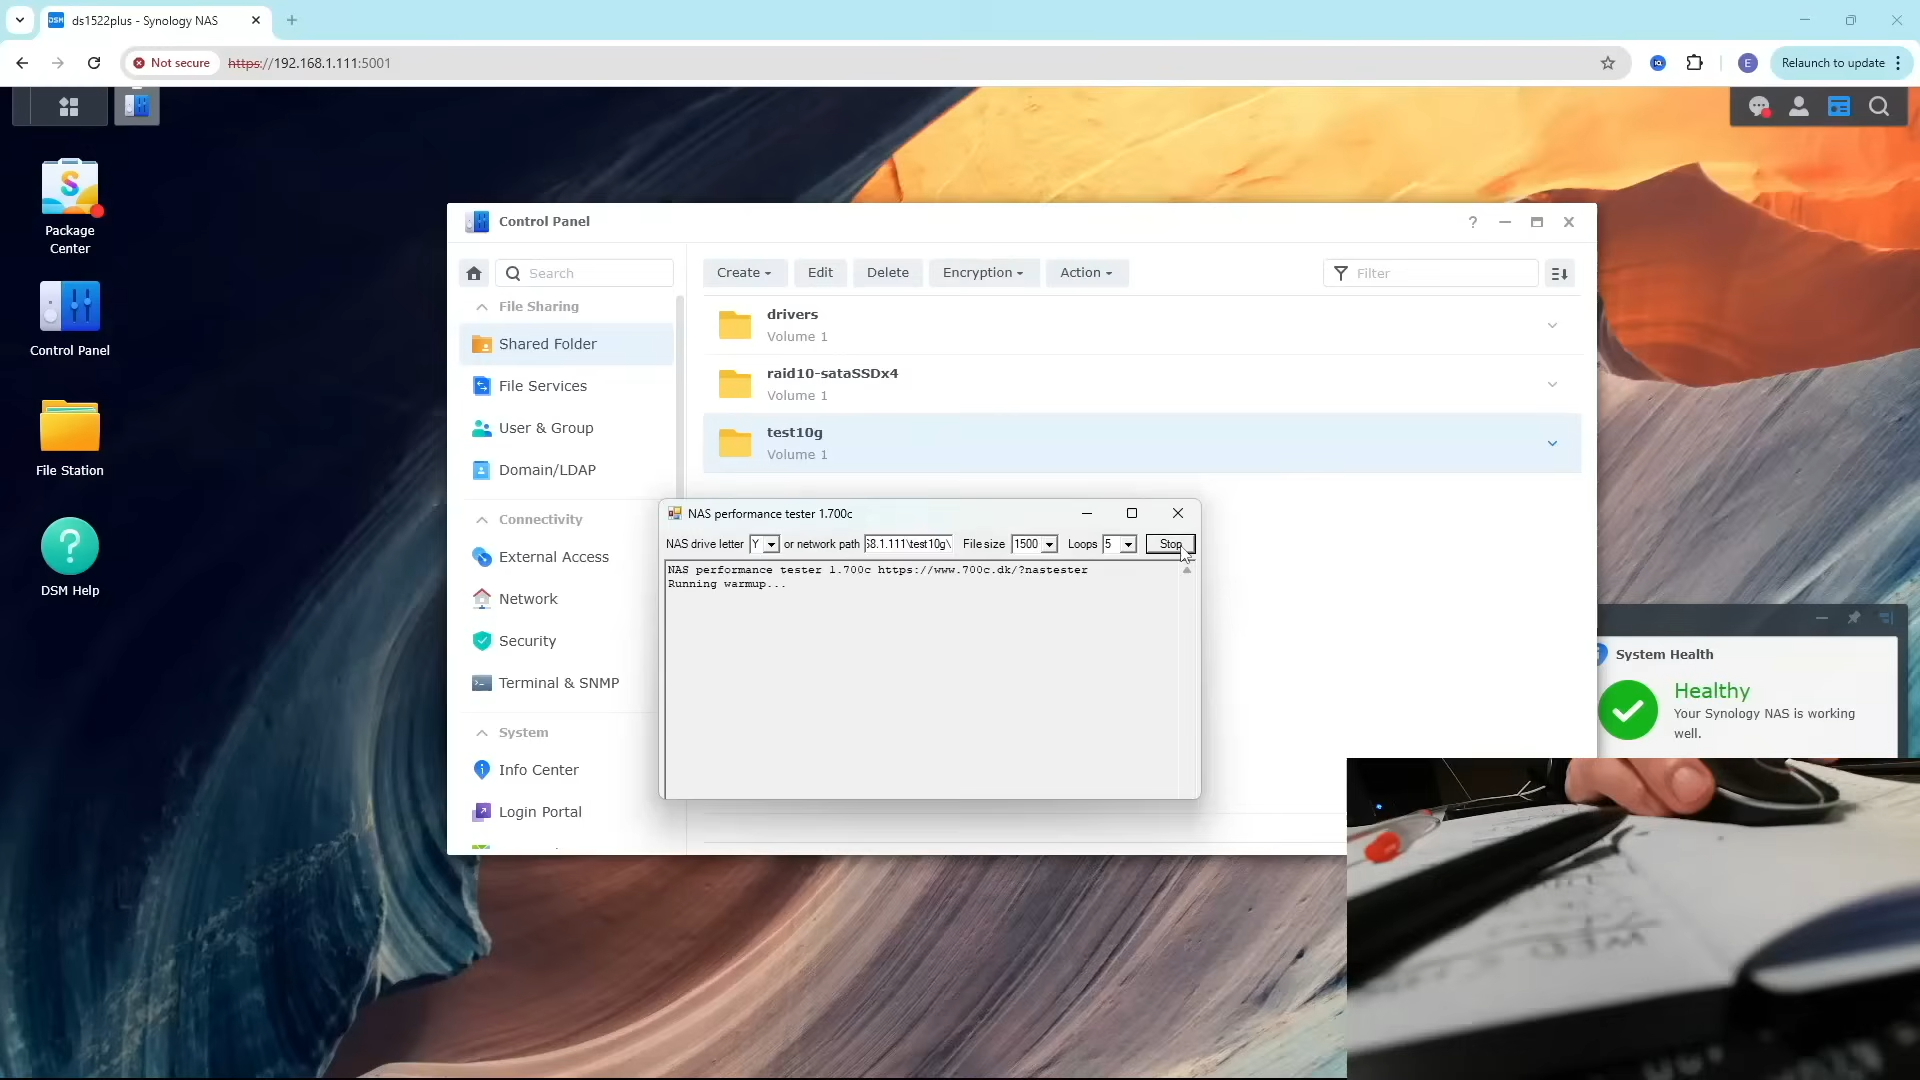 DSM
ds1522plus - Synology NAS
Not secure
https://192.168.1.111:5001
E
Relaunch to update
Package
Center
Control Panel
File Station
DSM Help
Control Panel
?
Search
Create
Edit
Delete
Encryption
Action
Filter
File Sharing
Shared Folder
File Services
User & Group
Domain/LDAP
Connectivity
External Access
Network
Security
Terminal & SNMP
System
Info Center
Login Portal
drivers
Volume 1
raid10-sataSSDx4
Volume 1
test10g
Volume 1
NAS performance tester 1.700c
NAS drive letter Y or network path 58.1.111\test10g\ File size 1500 Loops 5 Stop
NAS performance tester 1.700c https://www.700c.dk/?nastester
Running warmup...
System Health
Healthy
Your Synology NAS is working
well.